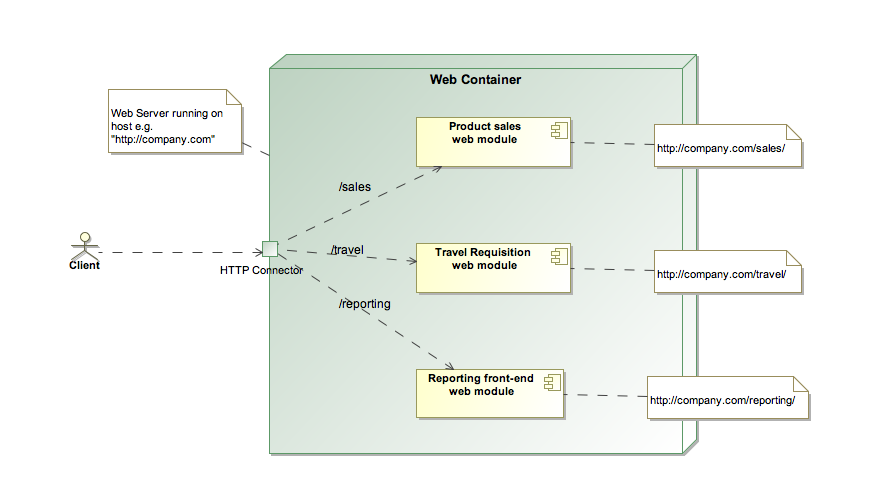 Web Container
Web Server running on
host e.g.
"http://company.com"
Product sales
web module
http://company.com/sales/
/sales
/travel
Travel Requisition
web module
http://company.com/travel/
Client
HTTP Connector
/reporting
Reporting front-end
web module
http://company.com/reporting/